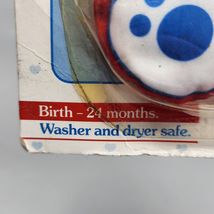 Birth - 24 months.
Washer and dryer safe.